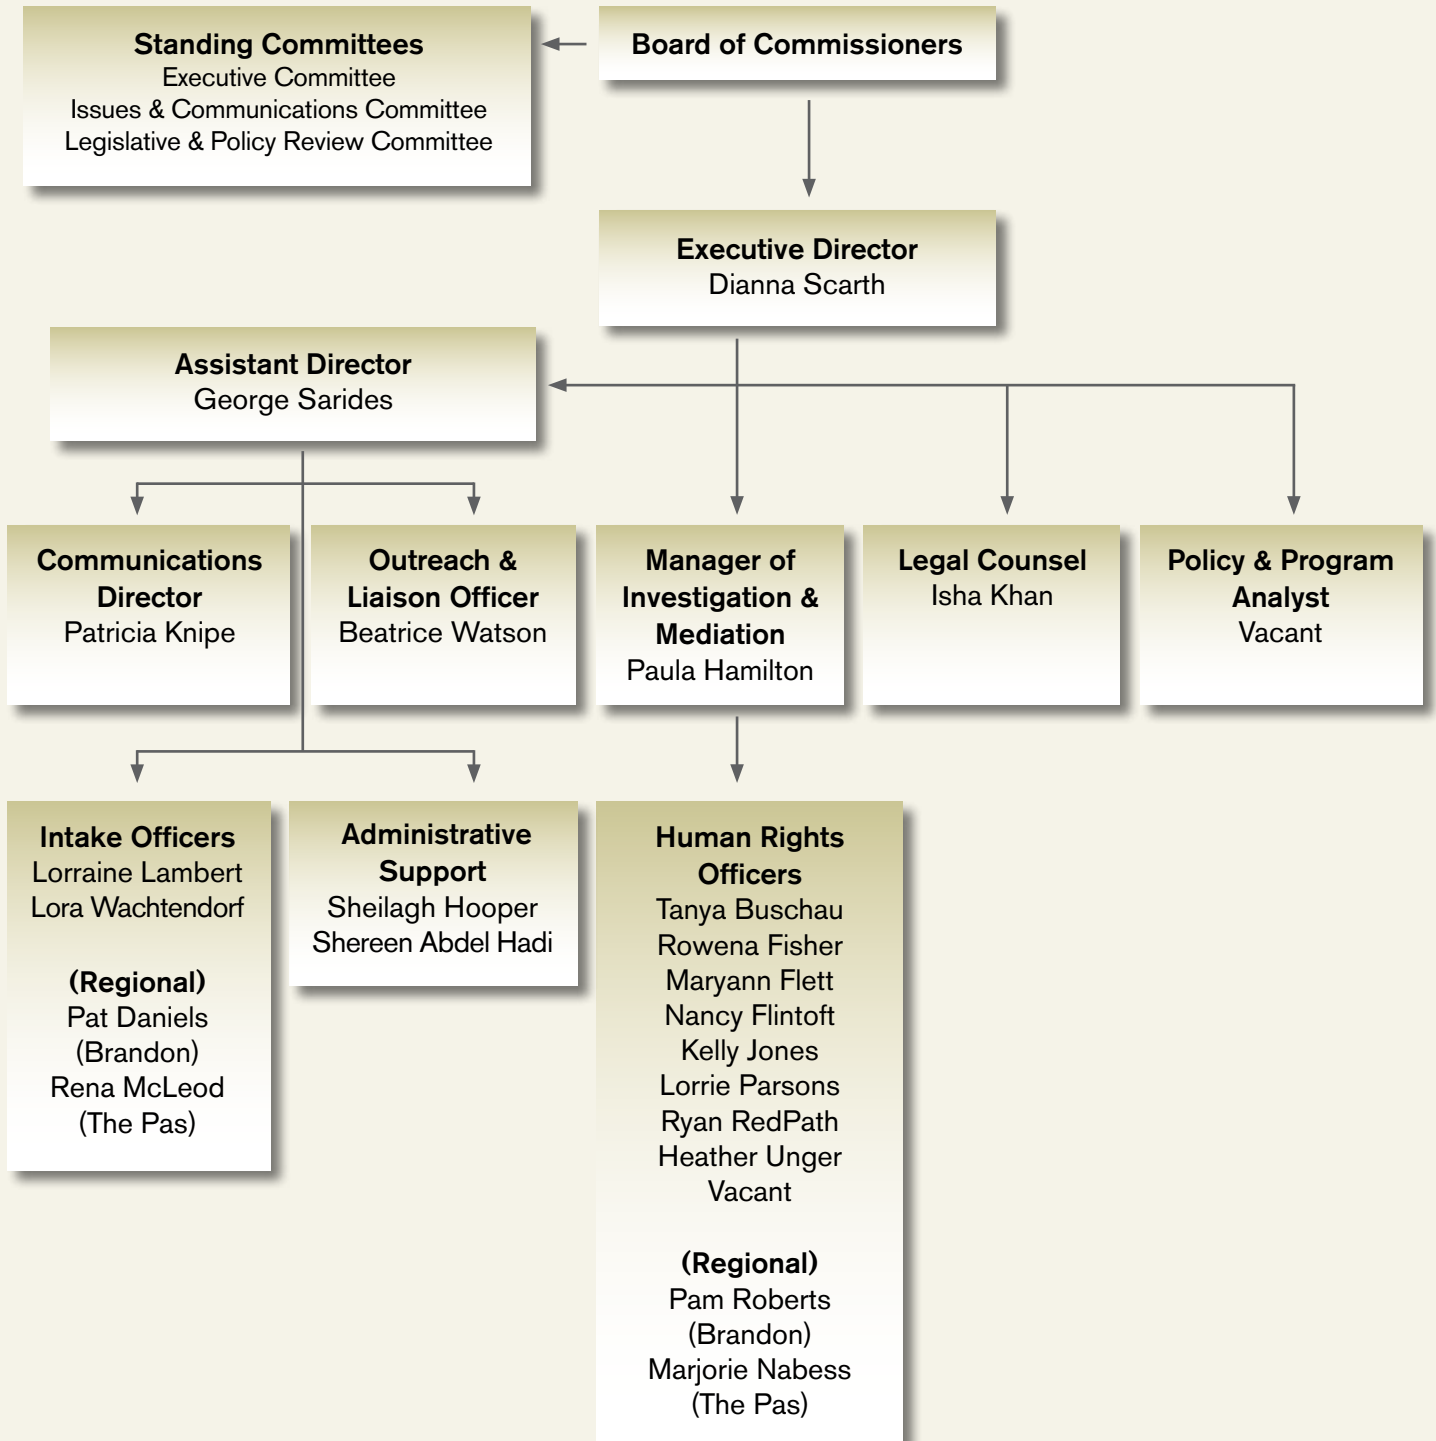 Standing Committees
Executive Committee
Issues & Communications Committee
Legislative & Policy Review Committee
Board of Commissioners
Executive Director
Dianna Scarth
Assistant Director
George Sarides
Communications
Director
Patricia Knipe
Outreach &
Liaison Officer
Beatrice Watson
Manager of
Investigation &
Mediation
Paula Hamilton
Legal Counsel
Isha Khan
Policy & Program
Analyst
Vacant
Intake Officers
Lorraine Lambert
Lora Wachtendorf
(Regional)
Pat Daniels
(Brandon)
Rena McLeod
(The Pas)
Administrative
Support
Sheilagh Hooper
Shereen Abdel Hadi
Human Rights
Officers
Tanya Buschau
Rowena Fisher
Maryann Flett
Nancy Flintoft
Kelly Jones
Lorrie Parsons
Ryan RedPath
Heather Unger
Vacant
(Regional)
Pam Roberts
(Brandon)
Marjorie Nabess
(The Pas)